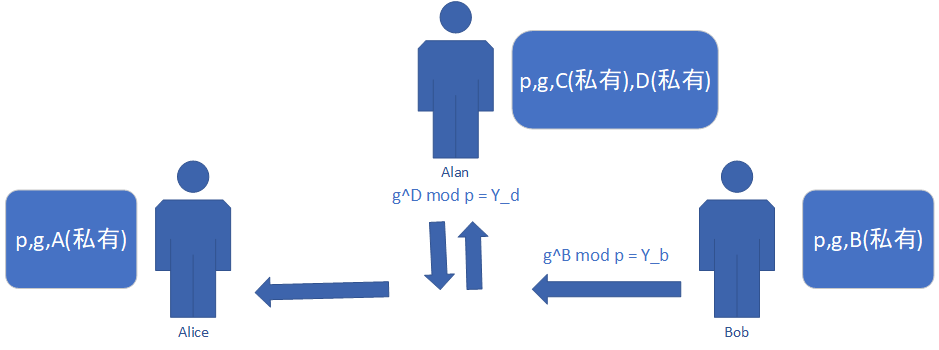 p,g,C(私有),D(私有)
Alan
g^D mod p = Y_d
p,g,A(私有)
p,g,B(私有)
g^B mod p = Y_b
Alice
Bob